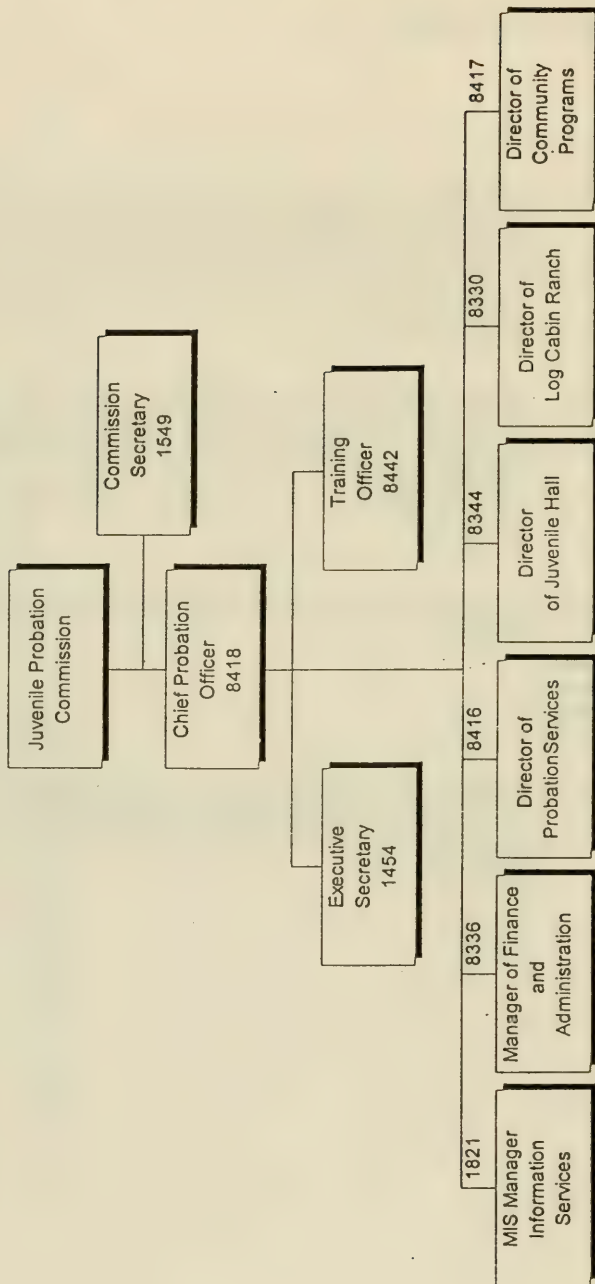 Juvenile Probation
Commission
Commission
Secretary
1549
Chief Probation
Officer
8418
Executive
Secretary
1454
Training
Officer
8442
1821
MIS Manager
Information
Services
8336
Manager of Finance
and
Administration
8416
Director of
ProbationServices
8344
Director
of Juvenile Hall
8330
Director of
Log Cabin Ranch
8417
Director of
Community
Programs